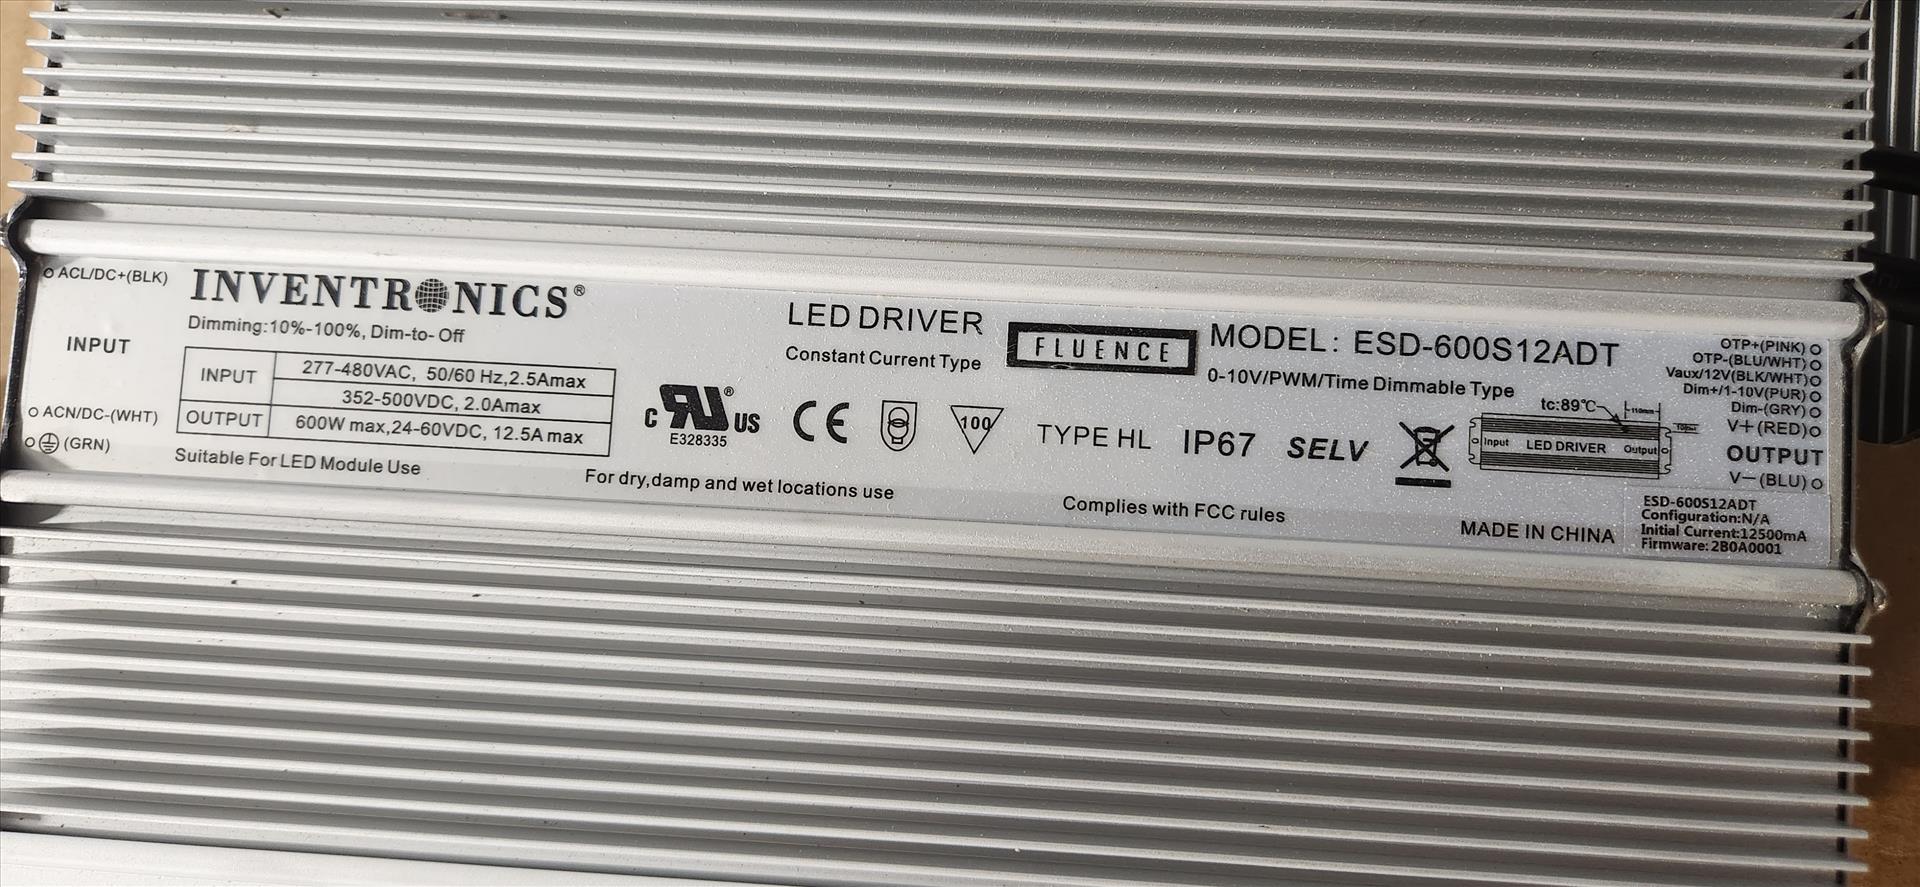 ACL/DC+(BLK)
INPUT
ACN/DC-(WHT)
(GRN)
INVENTRONICS®
Dimming:10%-100%, Dim-to- Off
INPUT
277-480VAC, 50/60 Hz,2.5Amax
352-500VDC, 2.0Amax
OUTPUT
600W max,24-60VDC, 12.5A max
Suitable For LED Module Use
LED DRIVER
Constant Current Type
FLUENCE
MODEL: ESD-600S12ADT
0-10V/PWM/Time Dimmable Type
C RU® US
E328335
CE
100
TYPE HL IP67 SELV
tc:89℃
110mm
Input LED DRIVER Output
For dry,damp and wet locations use
Complies with FCC rules
MADE IN CHINA
OTP+(PINK)
OTP-(BLU/WHT)
Vaux/12V(BLK/WHT)
Dim+/1-10V(PUR)
Dim-(GRY)
V+(RED)
OUTPUT
V−(BLU)
ESD-600S12ADT
Configuration:N/A
Initial Current:12500mA
Firmware: 2B0A0001